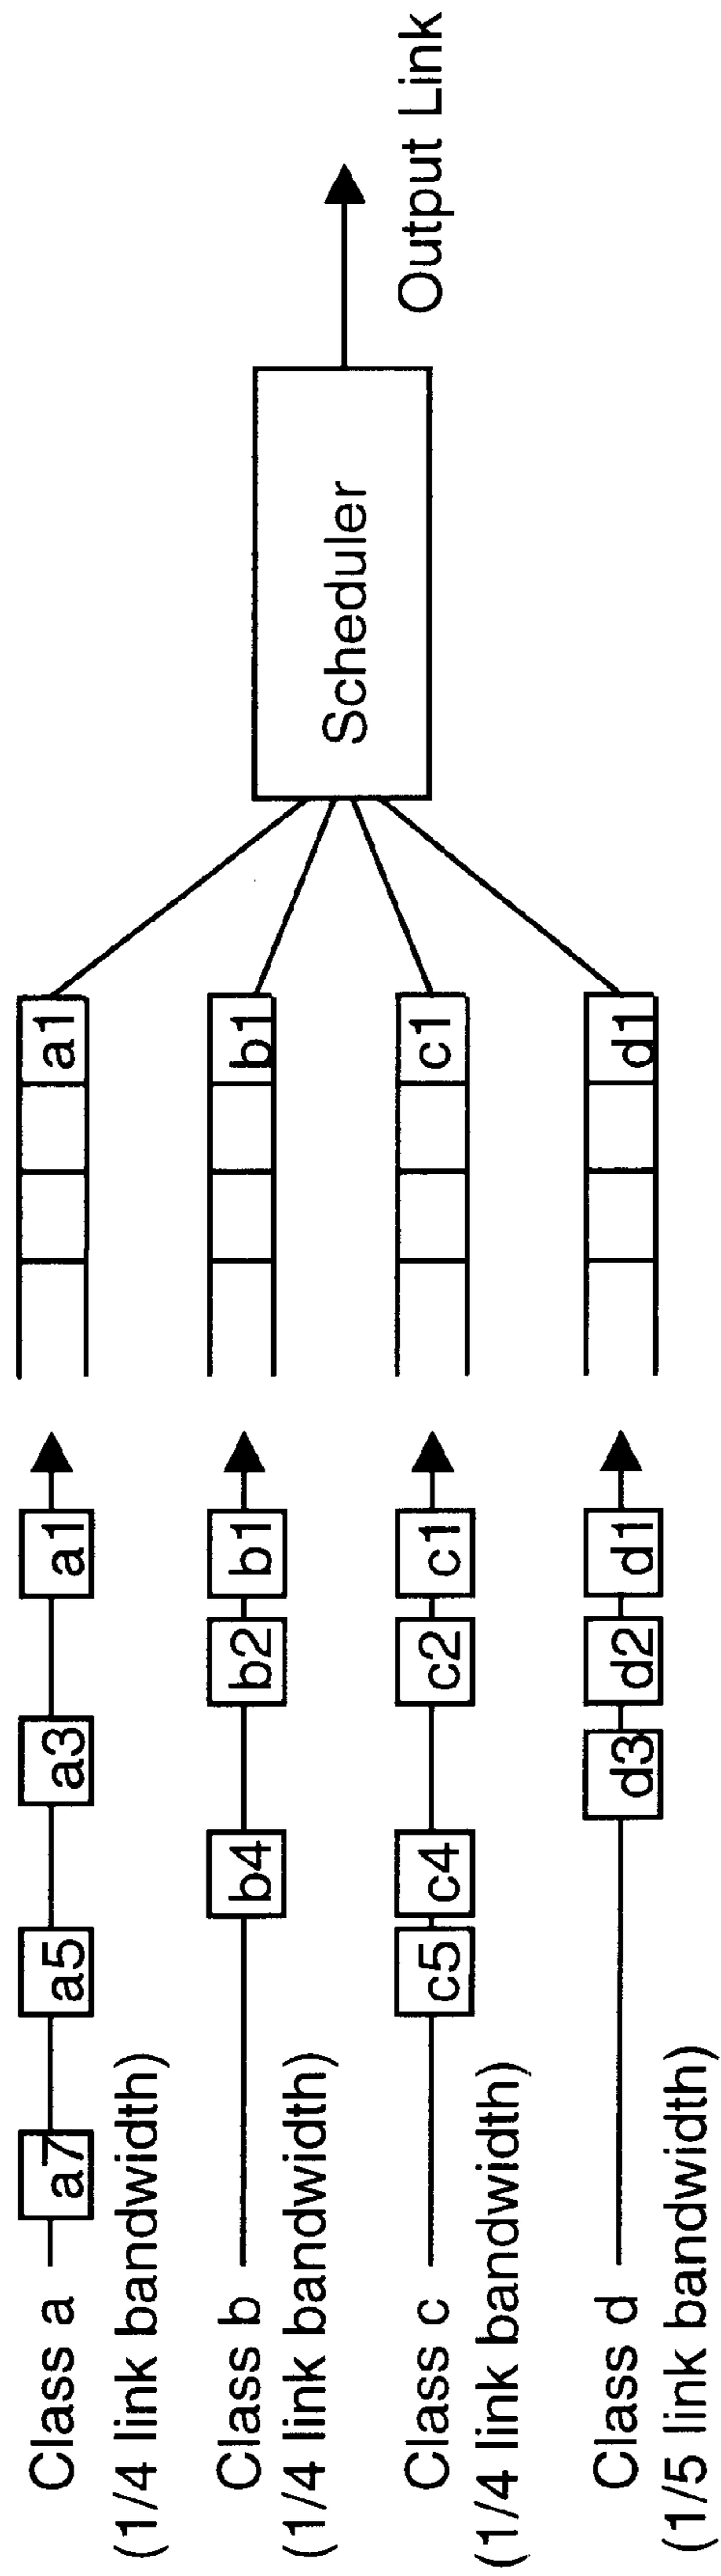 Class a
(1/4 link bandwidth)
a7
a5
a3
a1
a1
Class b
(1/4 link bandwidth)
b4
b2
b1
b1
Class c
(1/4 link bandwidth)
c5
c4
c2
c1
c1
Class d
(1/5 link bandwidth)
d3
d2
d1
d1
Scheduler
Output Link